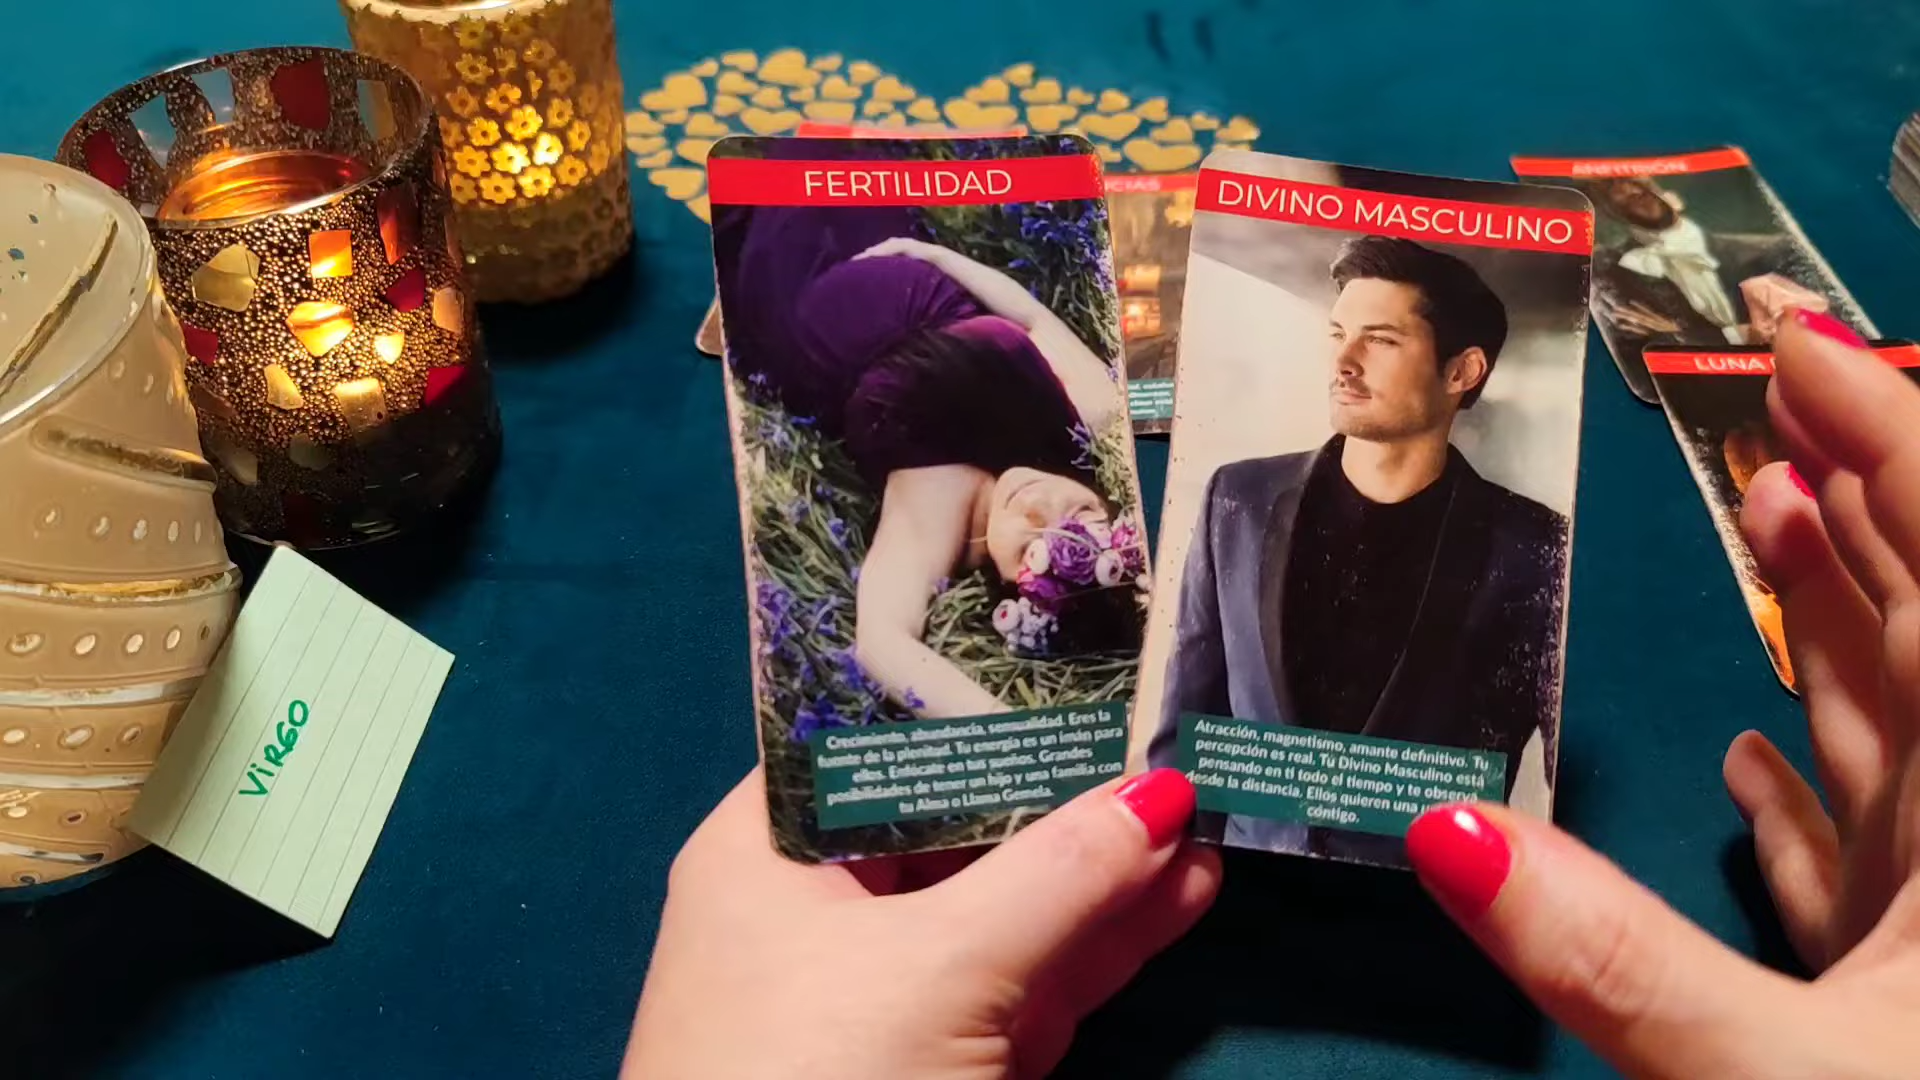 FERTILIDAD
Crecimiento, abundancia, sensualidad. Eres la
fuente de la plenitud. Tu energía es un imán para
ellos. Enfócate en tus sueños. Grandes
posibilidades de tener un hijo y una familia con
tu Alma o Llama Gemela.
DIVINO MASCULINO
Atracción, magnetismo, amante definitivo. Tu
percepción es real. Tu Divino Masculino está
pensando en ti todo el tiempo y te observa
desde la distancia. Ellos quieren una
contigo.
ANFITRIÓN
LUNA
VIRGO